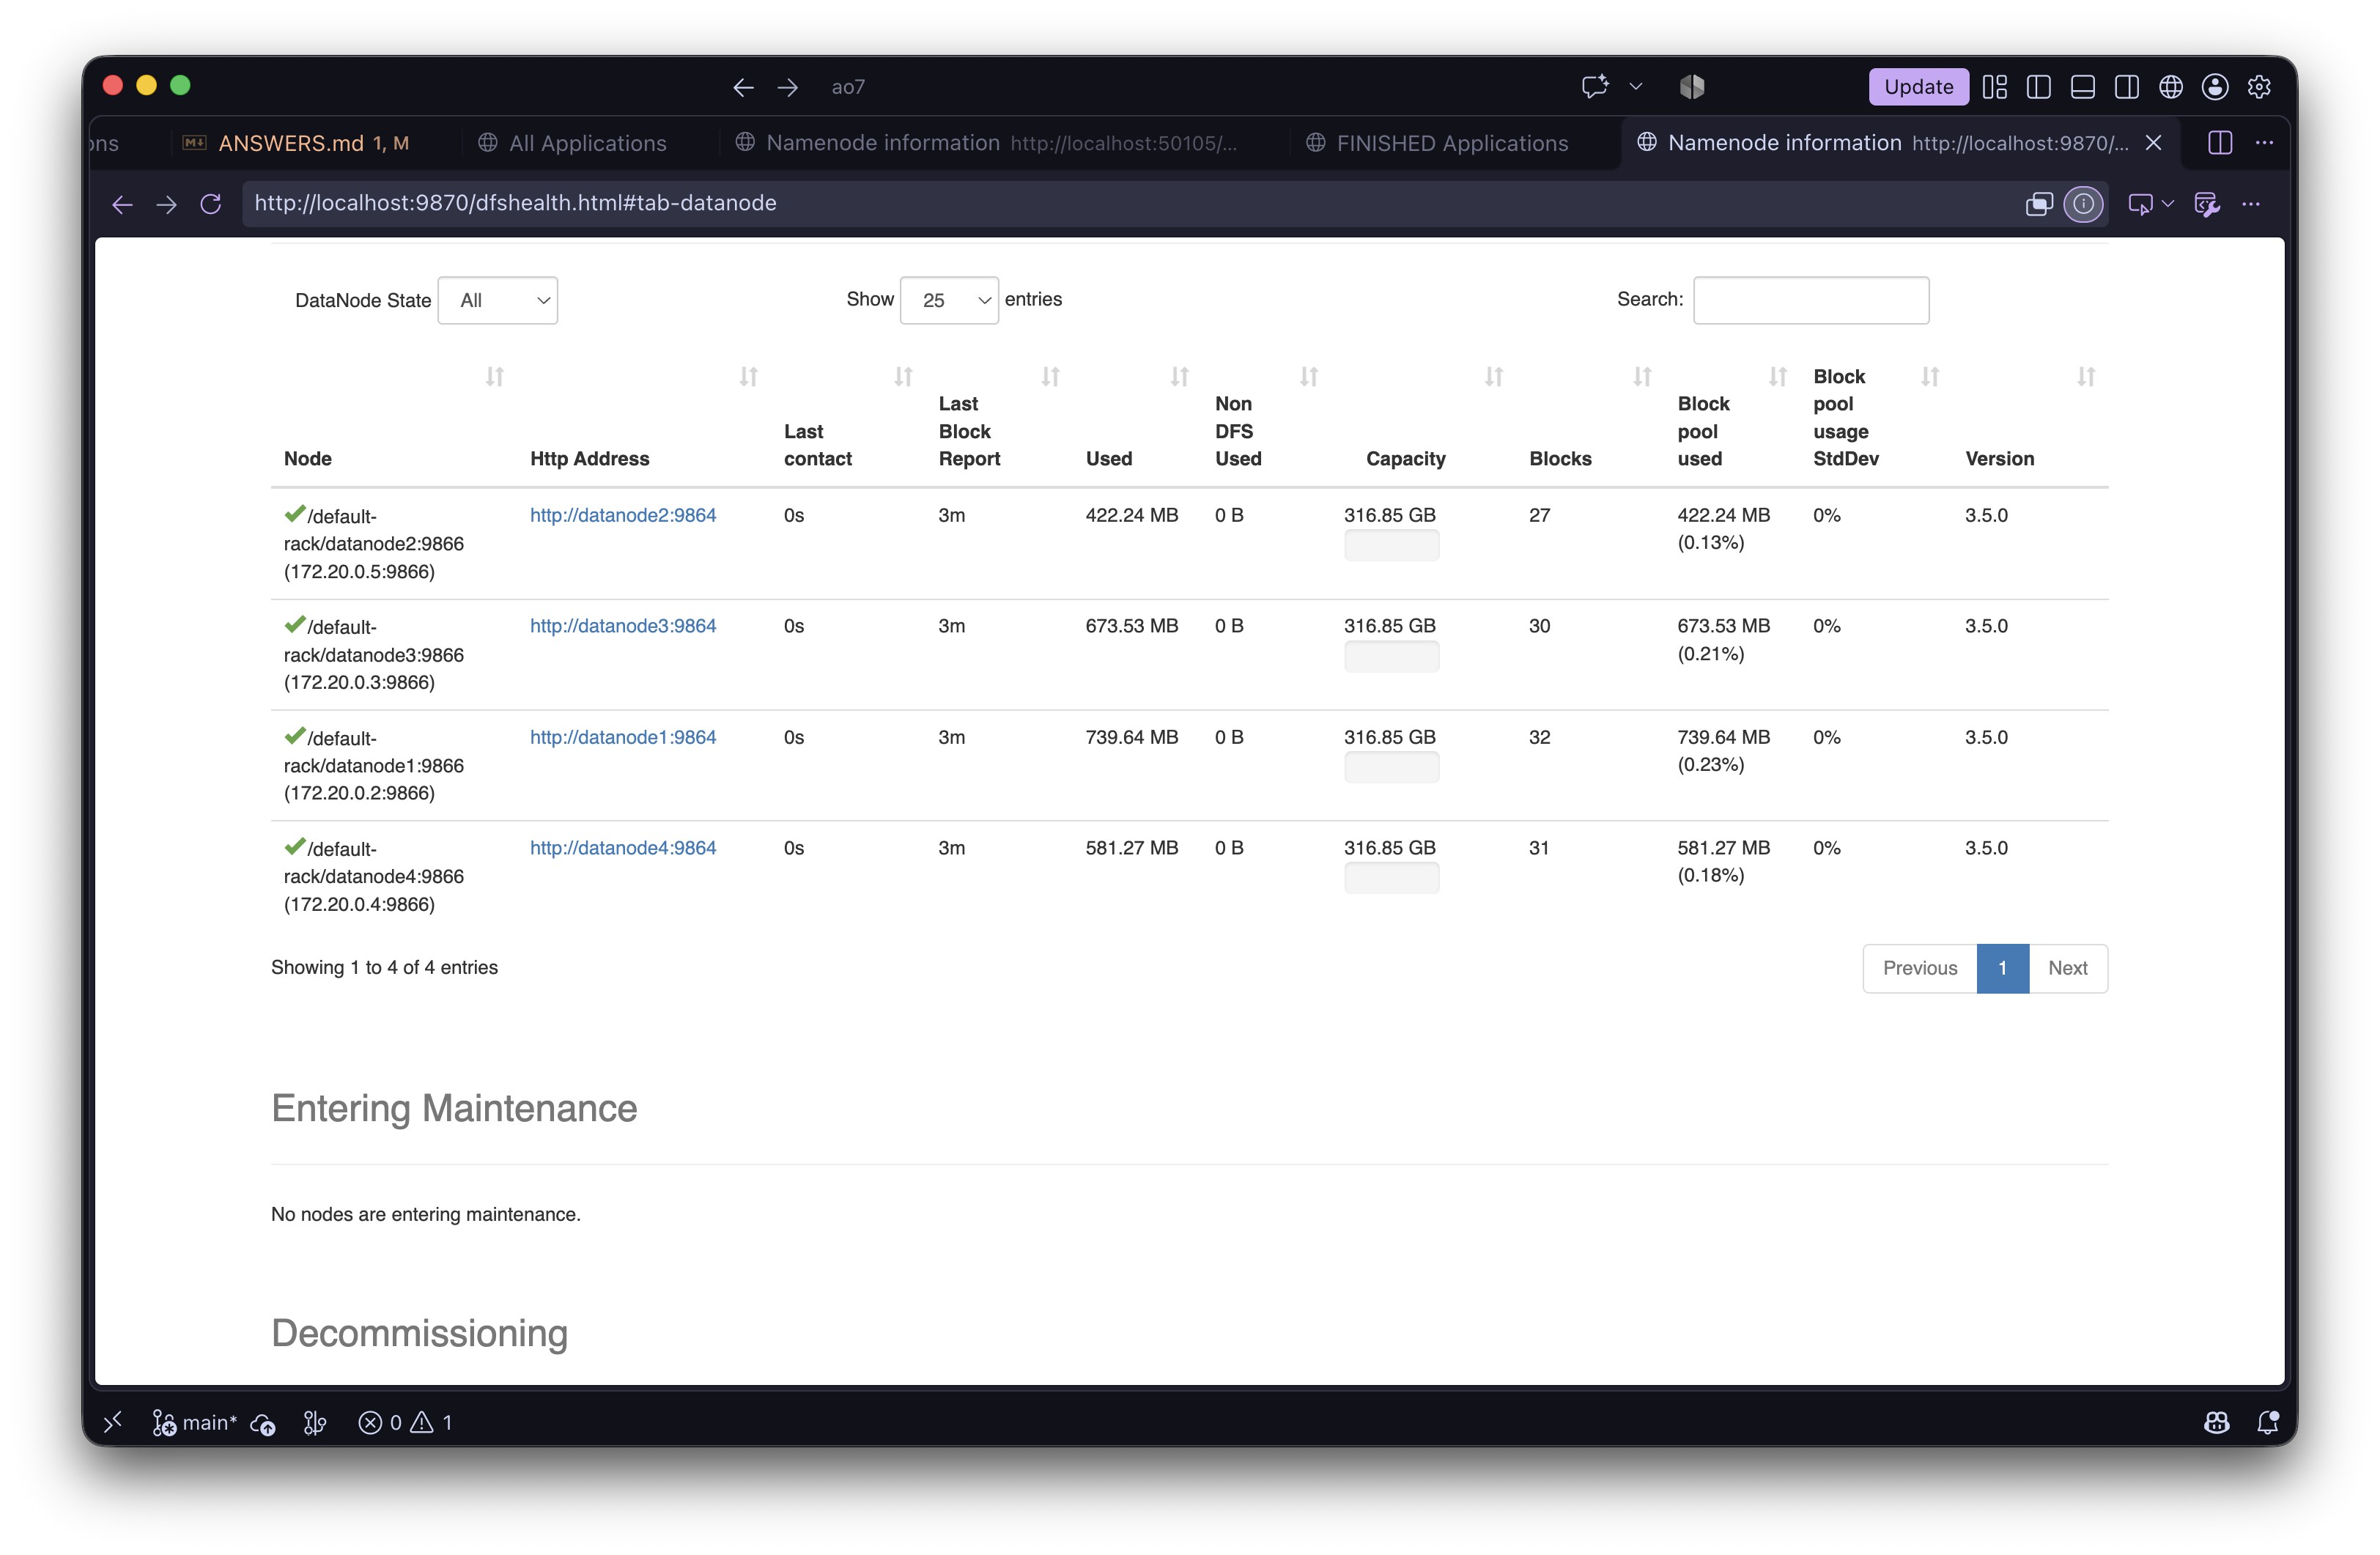 ao7
Update
ons
ANSWERS.md 1, M
All Applications
Namenode information http://localhost:50105/...
FINISHED Applications
Namenode information http://localhost:9870/...
http://localhost:9870/dfshealth.html#tab-datanode
DataNode State All
Show 25 entries
Search:
Node
Http Address
Last contact
Last Block Report
Used
Non DFS Used
Capacity
Blocks
Block pool used
Block pool usage StdDev
Version
/default-
rack/datanode2:9866
(172.20.0.5:9866)
http://datanode2:9864
0s
3m
422.24 MB
0 B
316.85 GB
27
422.24 MB
(0.13%)
0%
3.5.0
/default-
rack/datanode3:9866
(172.20.0.3:9866)
http://datanode3:9864
0s
3m
673.53 MB
0 B
316.85 GB
30
673.53 MB
(0.21%)
0%
3.5.0
/default-
rack/datanode1:9866
(172.20.0.2:9866)
http://datanode1:9864
0s
3m
739.64 MB
0 B
316.85 GB
32
739.64 MB
(0.23%)
0%
3.5.0
/default-
rack/datanode4:9866
(172.20.0.4:9866)
http://datanode4:9864
0s
3m
581.27 MB
0 B
316.85 GB
31
581.27 MB
(0.18%)
0%
3.5.0
Showing 1 to 4 of 4 entries
Previous 1 Next
Entering Maintenance
No nodes are entering maintenance.
Decommissioning
main* 0 1